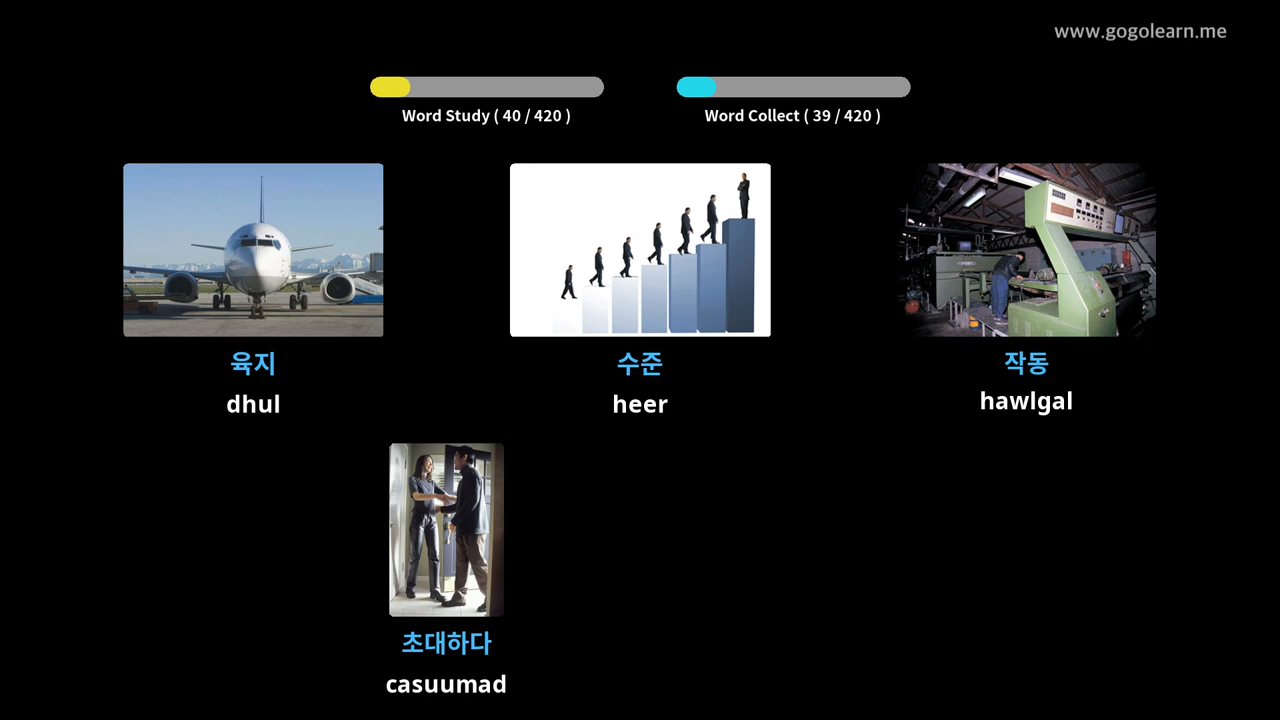 www.gogolearn.me
Word Study ( 40 / 420 )
Word Collect ( 39 / 420 )
육지
dhul
수준
heer
작동
hawlgal
초대하다
casuumad